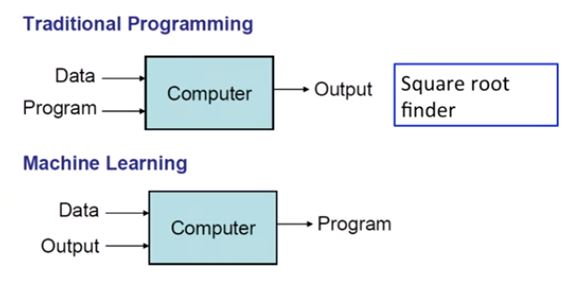 Traditional Programming
Data
Program
Computer
Output
Square root
finder
Machine Learning
Data
Output
Computer
Program